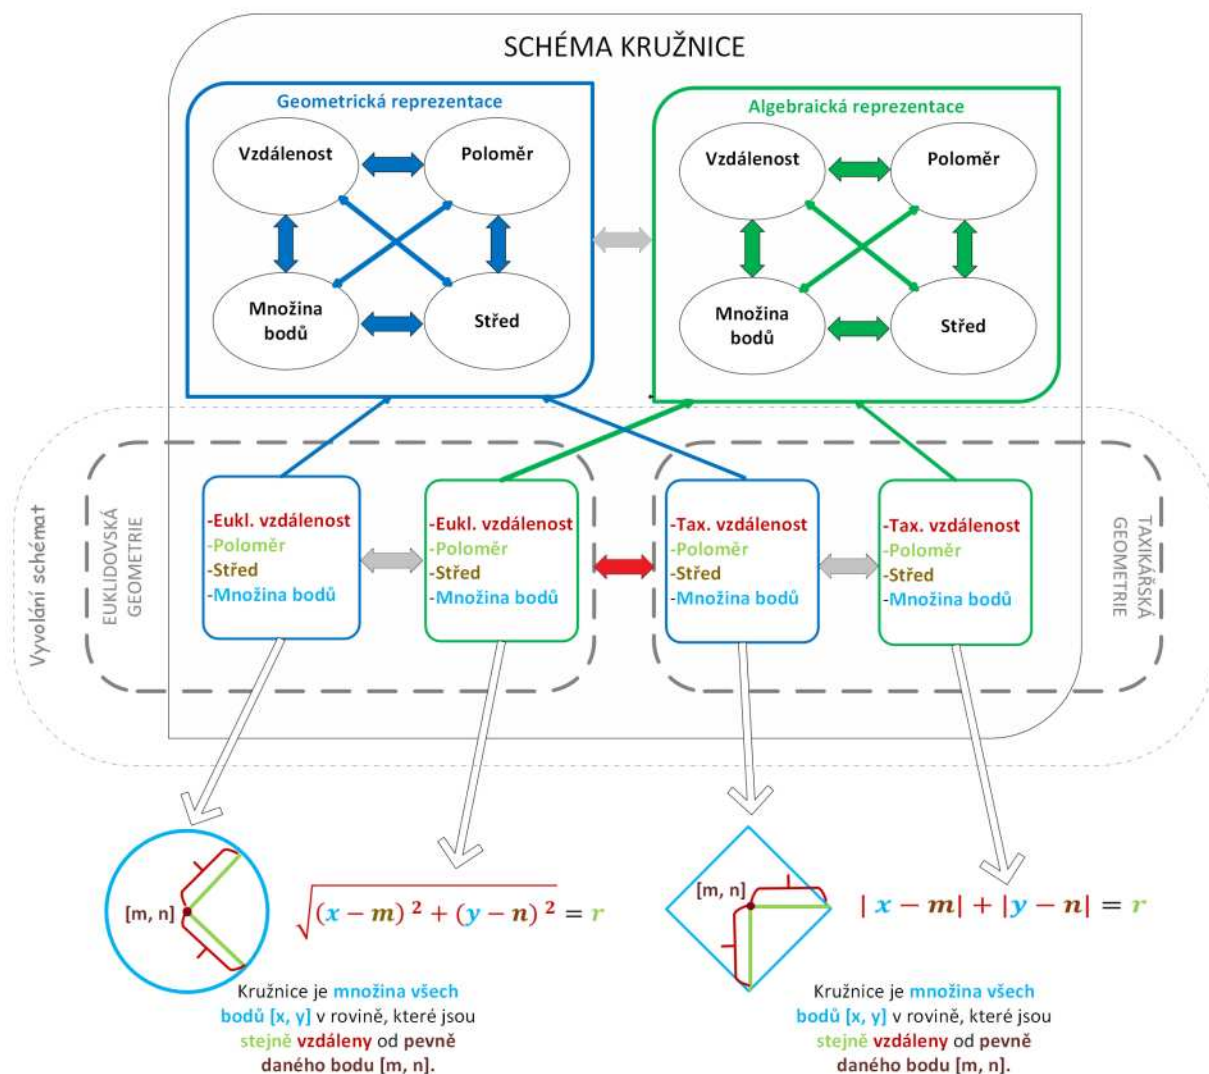 SCHÉMA KRUŽNICE
Geometrická reprezentace
Vzdálenost
Poloměr
Množina
bodů
Střed
Algebraická reprezentace
Vzdálenost
Poloměr
Množina
bodů
Střed
Vyvolání schémat
EUKLIDOVSKÁ
GEOMETRIE
-Eukl. vzdálenost
-Poloměr
-Střed
-Množina bodů
-Eukl. vzdálenost
-Poloměr
-Střed
-Množina bodů
-Tax. vzdálenost
-Poloměr
-Střed
-Množina bodů
-Tax. vzdálenost
-Poloměr
-Střed
-Množina bodů
TAXIKÁŘSKÁ
GEOMETRIE
[m, n]
√(x − m)² + (y − n)² = r
Kružnice je množina všech
bodů [x, y] v rovině, které jsou
stejně vzdáleny od pevně
daného bodu [m, n].
[m, n]
| x − m| + |y − n| = r
Kružnice je množina všech
bodů [x, y] v rovině, které jsou
stejně vzdáleny od pevně
daného bodu [m, n].